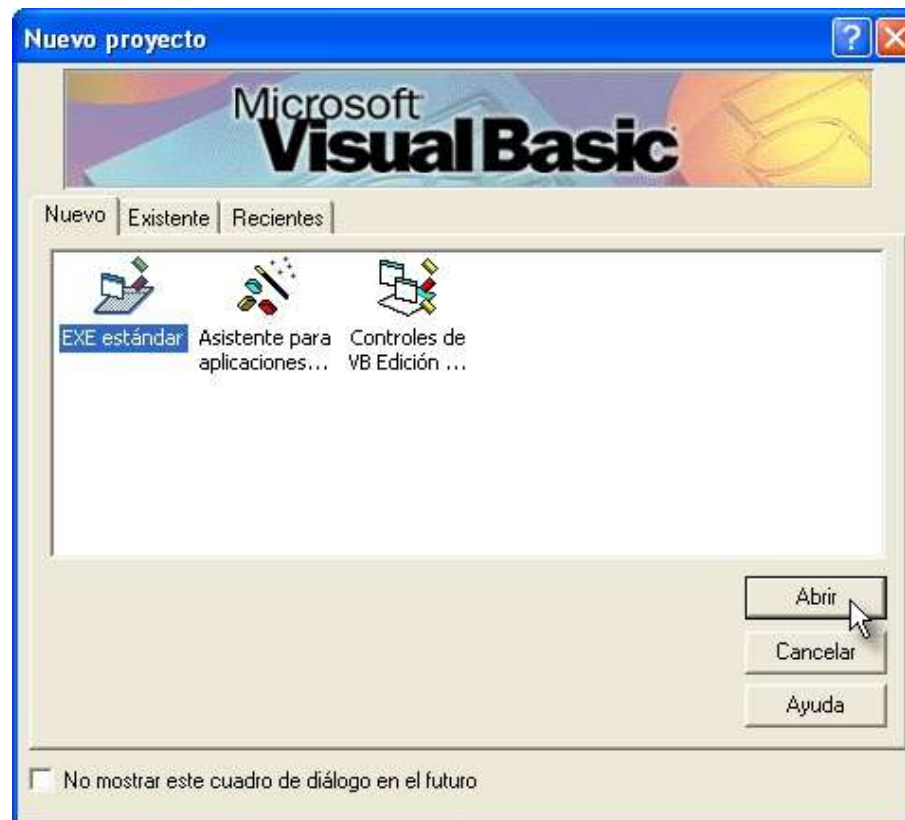 Nuevo proyecto
Microsoft
Visual Basic
Nuevo Existente Recientes
EXE estándar Asistente para aplicaciones... Controles de VB Edición ...
Abrir
Cancelar
Ayuda
No mostrar este cuadro de diálogo en el futuro